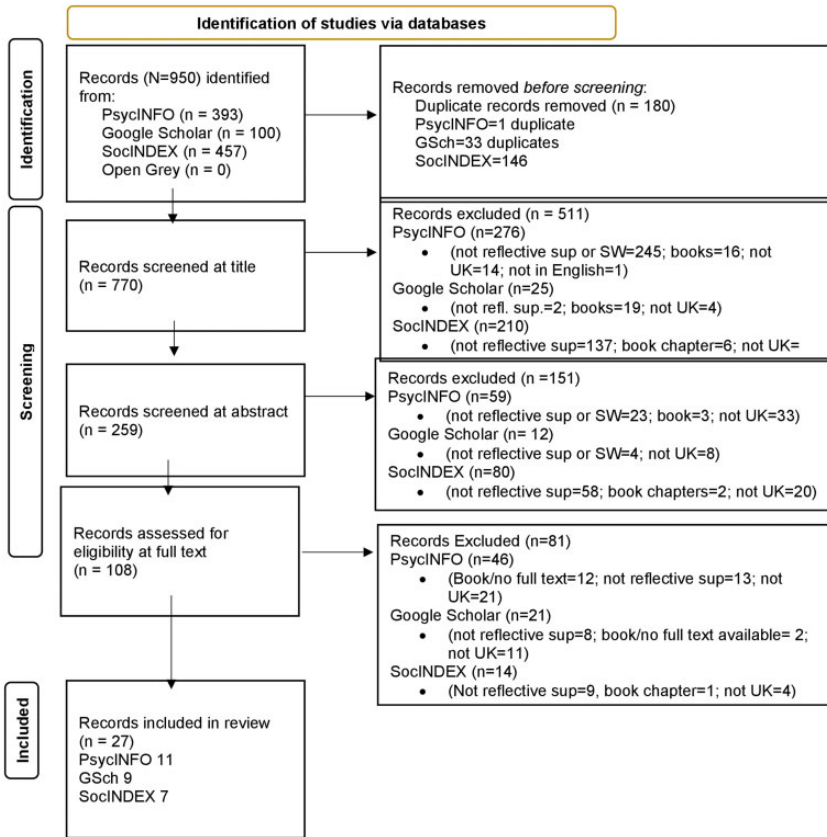 Identification of studies via databases
Identification
Records (N=950) identified
from:
PsycINFO (n = 393)
Google Scholar (n = 100)
SocINDEX (n = 457)
Open Grey (n = 0)
Records removed before screening:
Duplicate records removed (n = 180)
PsycINFO=1 duplicate
GSch=33 duplicates
SocINDEX=146
Screening
Records screened at title
(n = 770)
Records excluded (n = 511)
PsycINFO (n=276)
• (not reflective sup or SW=245; books=16; not
UK=14; not in English=1)
Google Scholar (n=25)
• (not refl. sup.=2; books=19; not UK=4)
SocINDEX (n=210)
• (not reflective sup=137; book chapter=6; not UK=
Records screened at abstract
(n = 259)
Records excluded (n =151)
PsycINFO (n=59)
• (not reflective sup or SW=23; book=3; not UK=33)
Google Scholar (n= 12)
• (not reflective sup or SW=4; not UK=8)
SocINDEX (n=80)
• (not reflective sup=58; book chapters=2; not UK=20)
Records assessed for
eligibility at full text
(n = 108)
Records Excluded (n=81)
PsycINFO (n=46)
• (Book/no full text=12; not reflective sup=13; not
UK=21)
Google Scholar (n=21)
• (not reflective sup=8; book/no full text available= 2;
not UK=11)
SocINDEX (n=14)
• (Not reflective sup=9, book chapter=1; not UK=4)
Included
Records included in review
(n = 27)
PsycINFO 11
GSch 9
SocINDEX 7